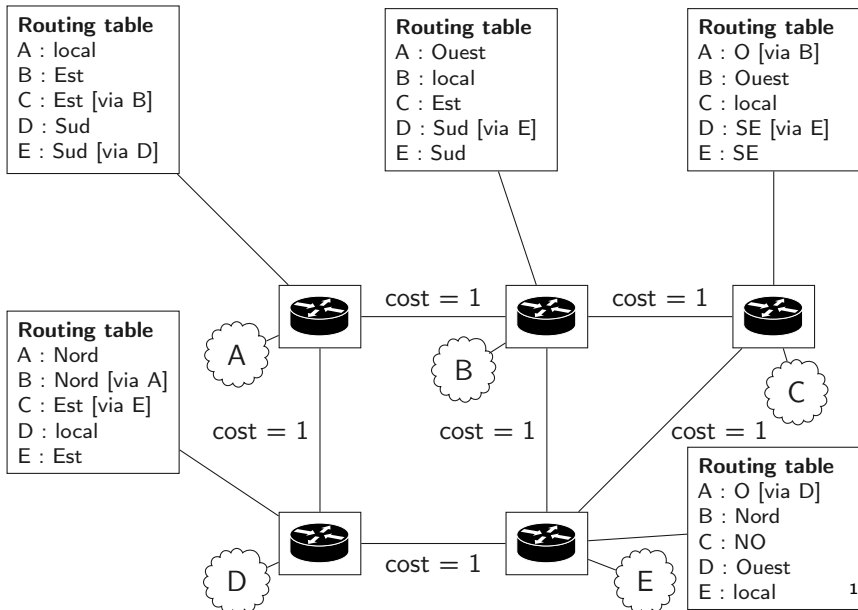 Routing table
A : local
B : Est
C : Est [via B]
D : Sud
E : Sud [via D]
Routing table
A : Ouest
B : local
C : Est
D : Sud [via E]
E : Sud
Routing table
A : O [via B]
B : Ouest
C : local
D : SE [via E]
E : SE
cost = 1
cost = 1
A
B
C
Routing table
A : Nord
B : Nord [via A]
C : Est [via E]
D : local
E : Est
cost = 1
cost = 1
cost = 1
Routing table
A : O [via D]
B : Nord
C : NO
D : Ouest
E : local
cost = 1
D
E
1